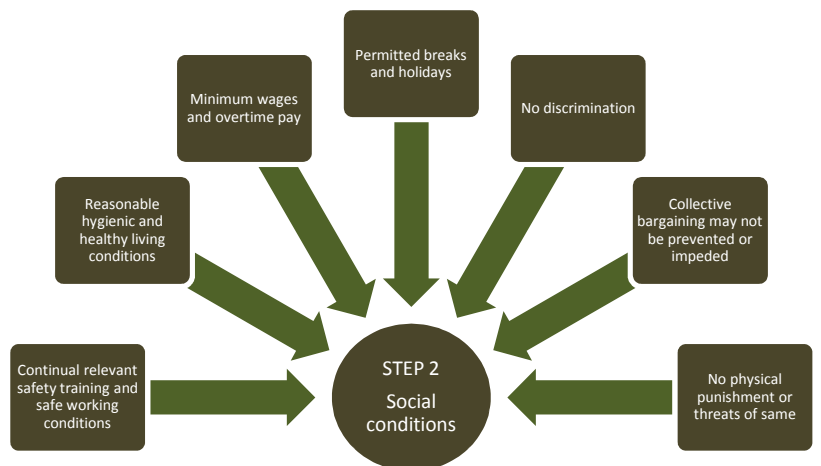 Permitted breaks
and holidays
Minimum wages
and overtime pay
No discrimination
Reasonable
hygienic and
healthy living
conditions
Collective
bargaining may not
be prevented or
impeded
Continual relevant
safety training and
safe working
conditions
STEP 2
Social
conditions
No physical
punishment or
threats of same